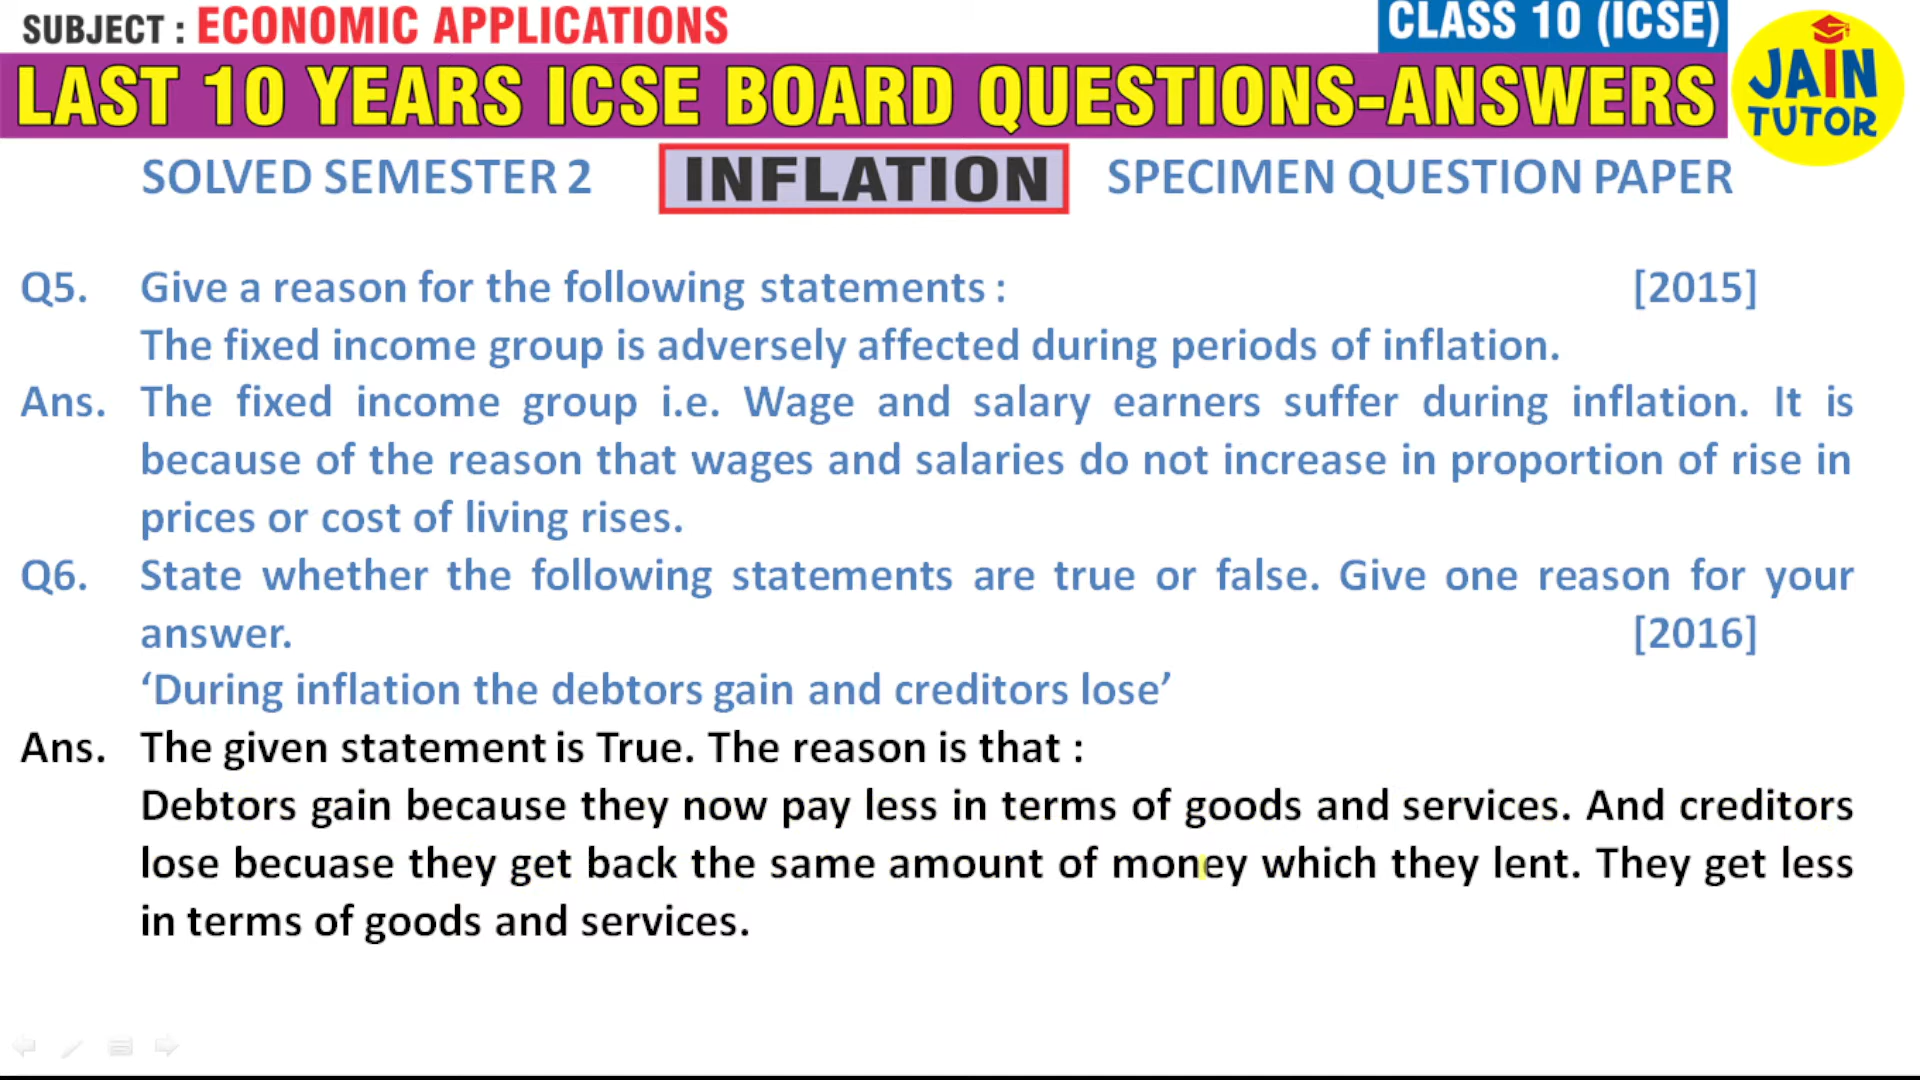 SUBJECT : ECONOMIC APPLICATIONS
CLASS 10 (ICSE)
LAST 10 YEARS ICSE BOARD QUESTIONS-ANSWERS
JAIN
TUTOR
SOLVED SEMESTER 2
INFLATION
SPECIMEN QUESTION PAPER
Q5. Give a reason for the following statements : [2015]
The fixed income group is adversely affected during periods of inflation.
Ans. The fixed income group i.e. Wage and salary earners suffer during inflation. It is
because of the reason that wages and salaries do not increase in proportion of rise in
prices or cost of living rises.
Q6. State whether the following statements are true or false. Give one reason for your
answer. [2016]
‘During inflation the debtors gain and creditors lose’
Ans. The given statement is True. The reason is that :
Debtors gain because they now pay less in terms of goods and services. And creditors
lose becuase they get back the same amount of money which they lent. They get less
in terms of goods and services.